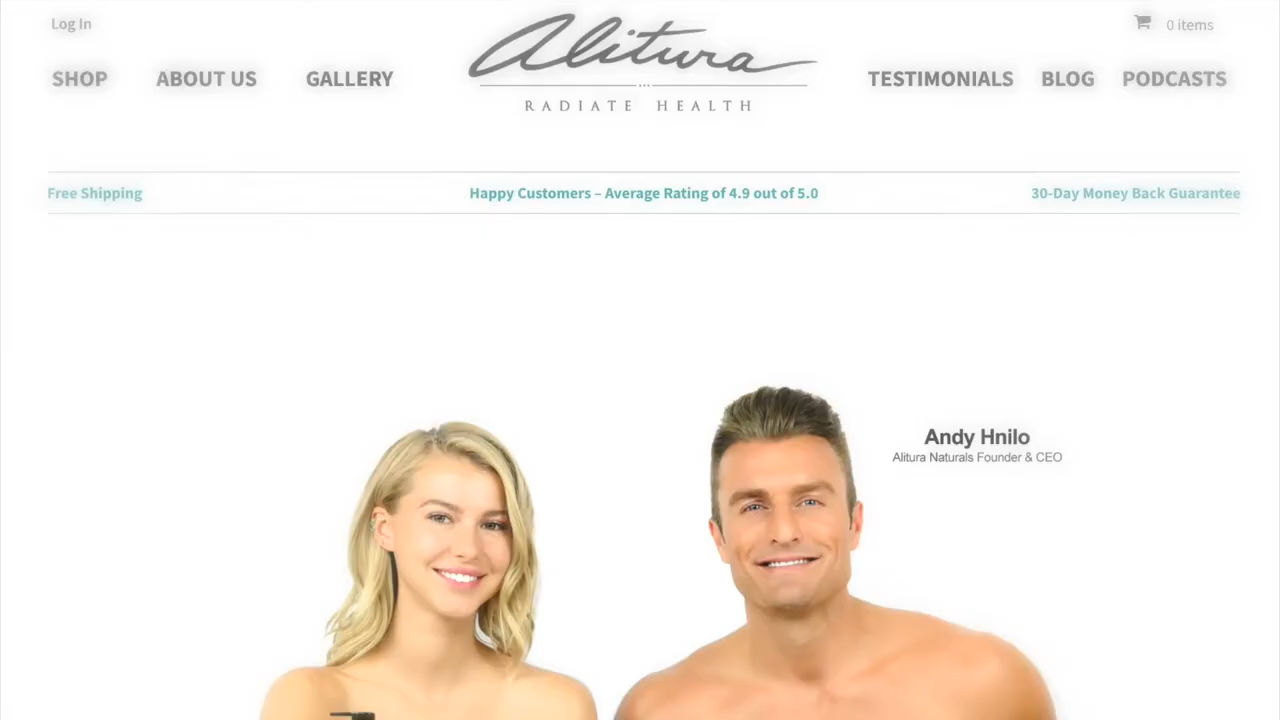 Log In
0 items
Alitura
SHOP
ABOUT US
GALLERY
TESTIMONIALS
BLOG
PODCASTS
RADIATE HEALTH
Free Shipping
Happy Customers – Average Rating of 4.9 out of 5.0
30-Day Money Back Guarantee
Andy Hnilo
Alitura Naturals Founder & CEO